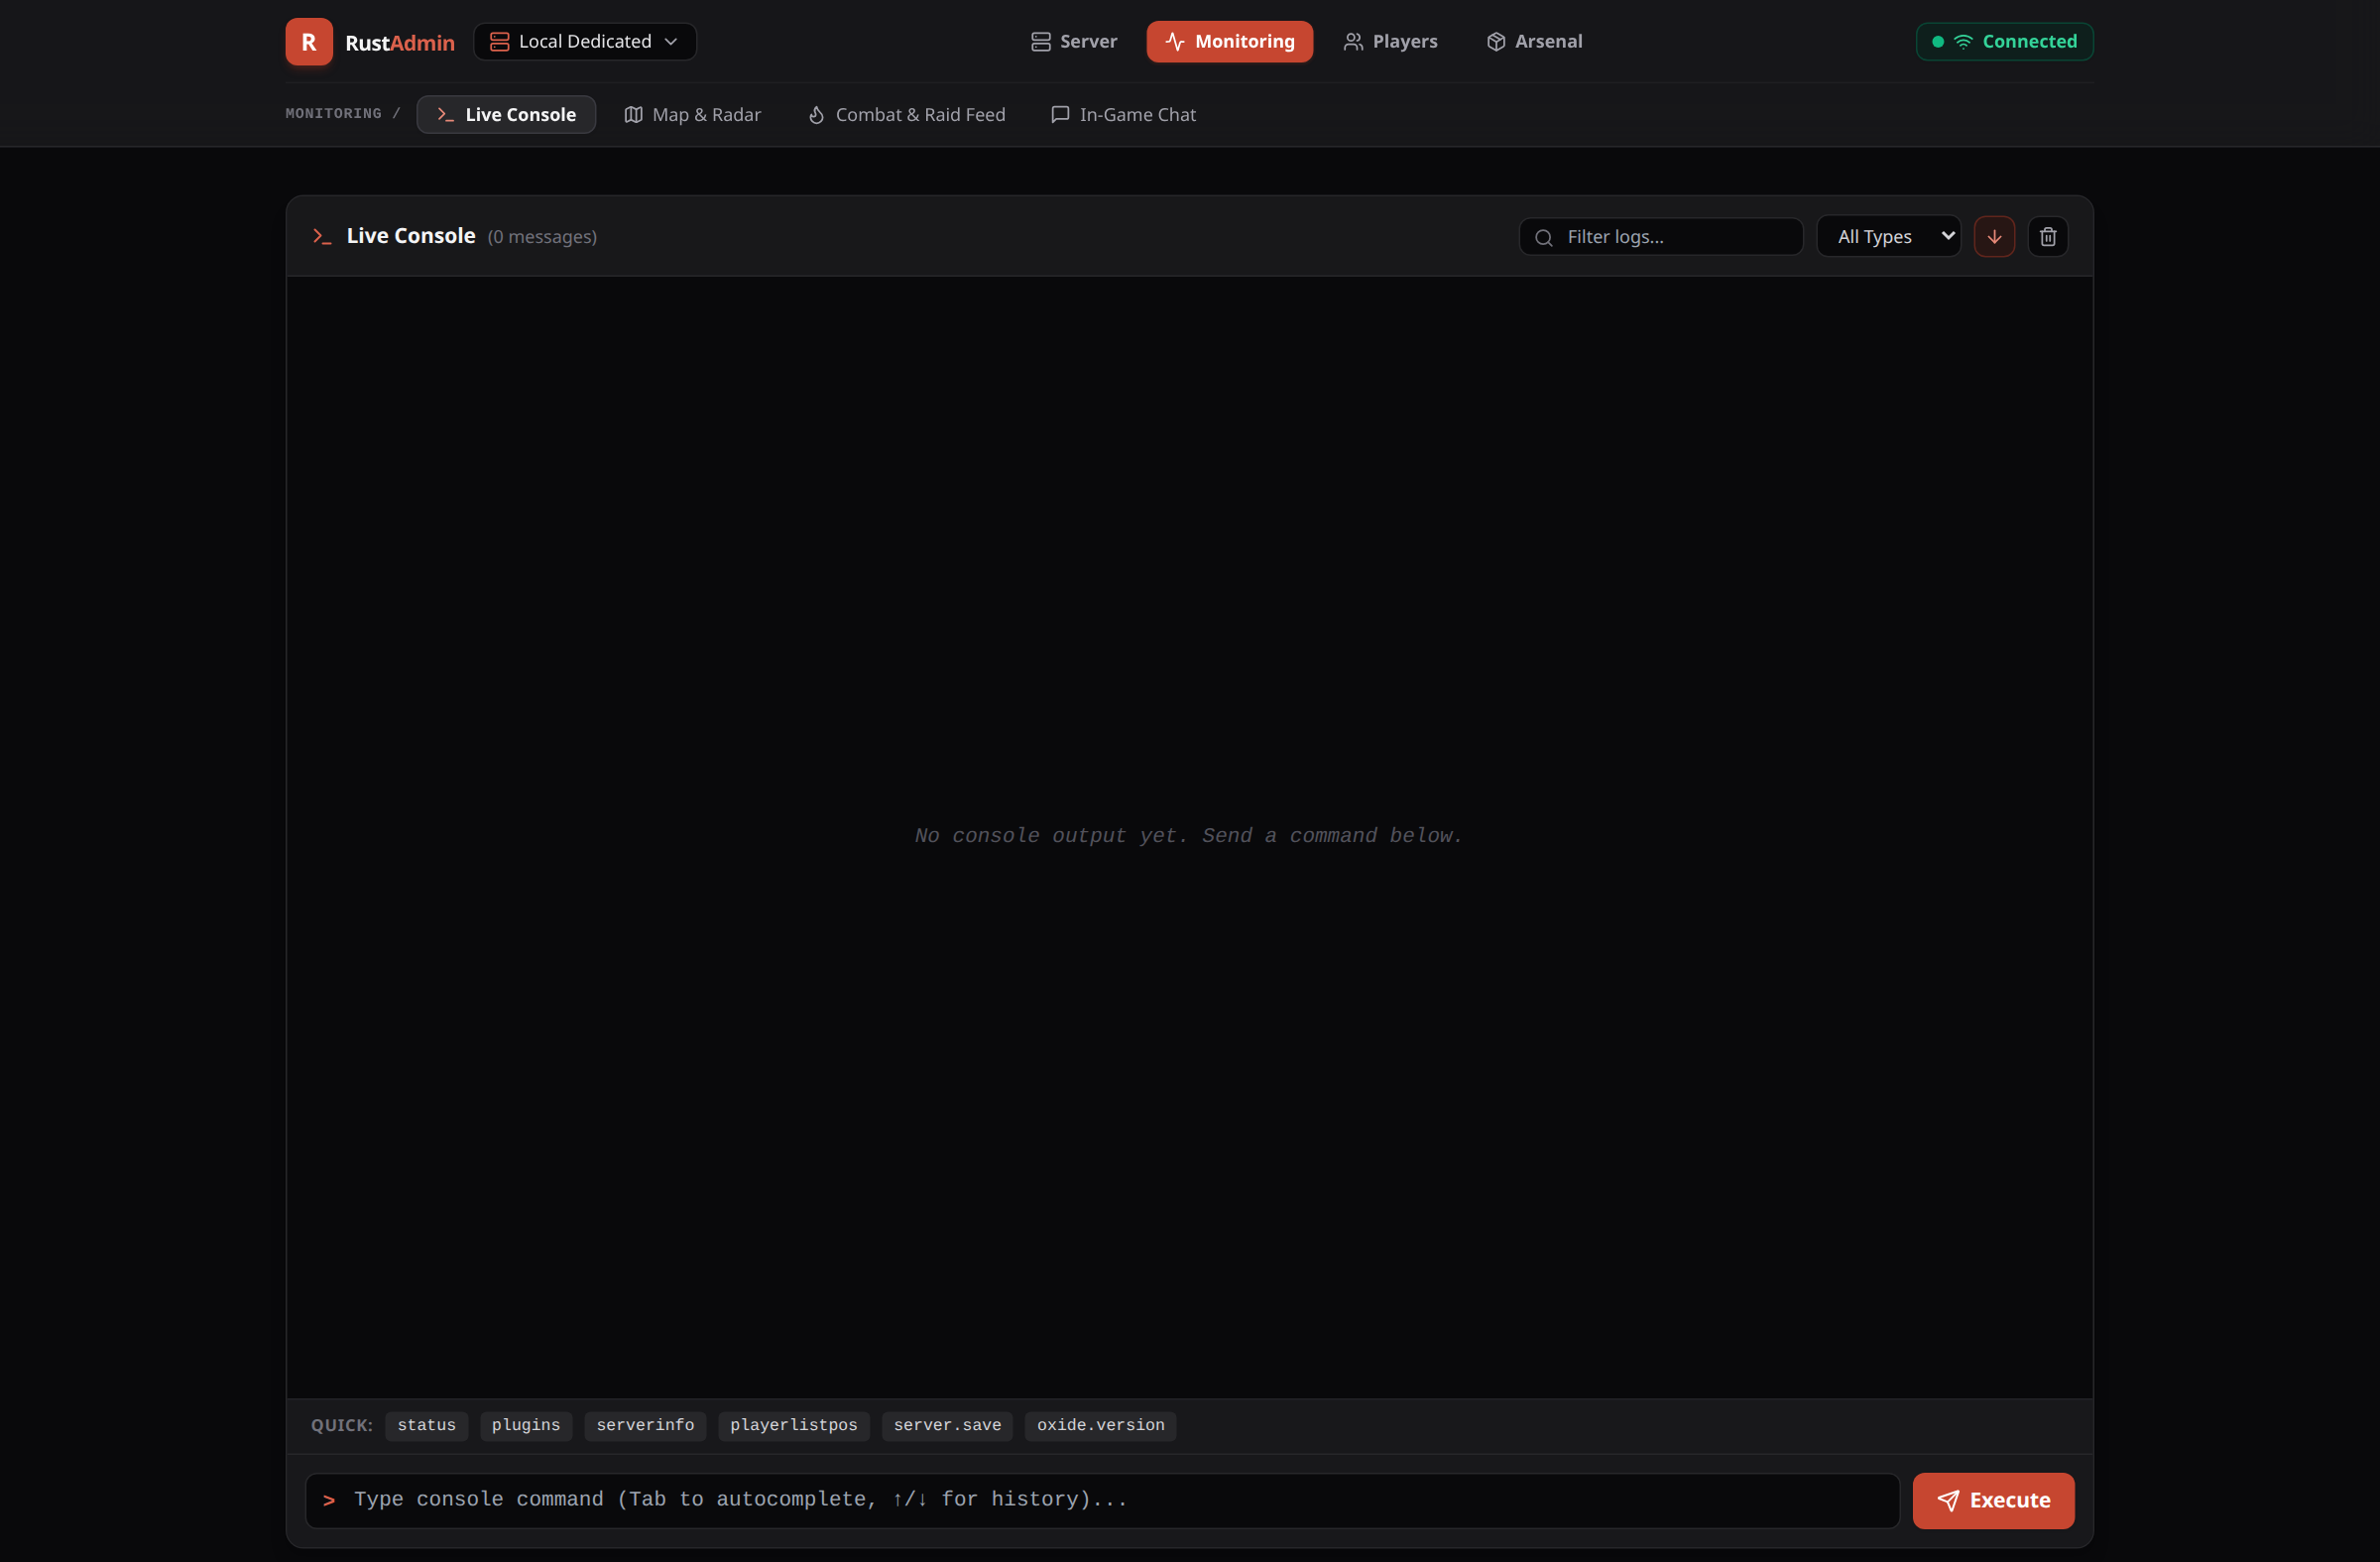 R RustAdmin Local Dedicated Server Monitoring Players Arsenal Connected
MONITORING / Live Console Map & Radar Combat & Raid Feed In-Game Chat
Live Console (0 messages) Filter logs... All Types
No console output yet. Send a command below.
QUICK: status plugins serverinfo playerlistpos server.save oxide.version
> Type console command (Tab to autocomplete, ↑/↓ for history)... Execute